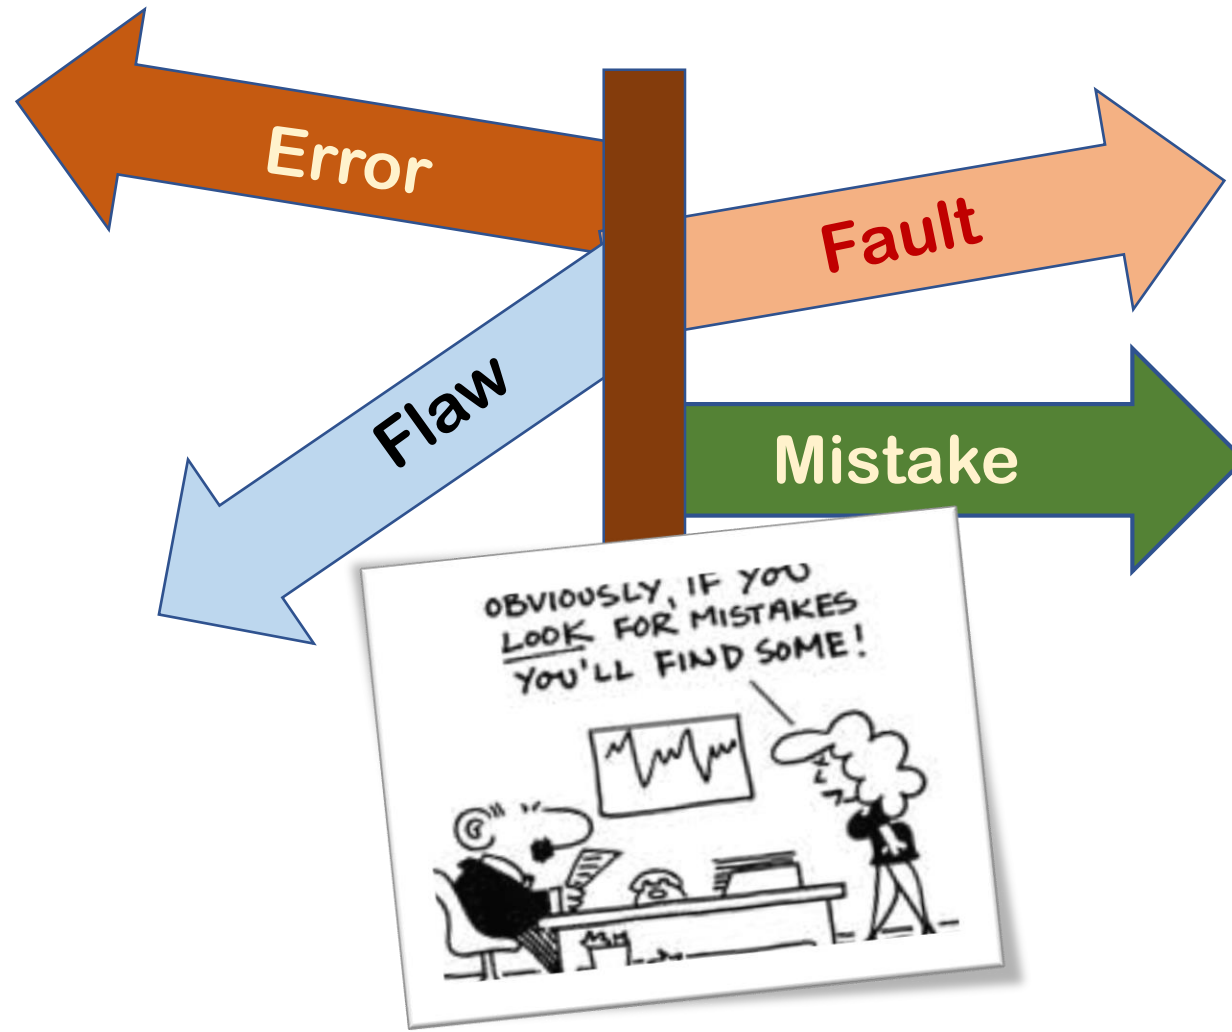 Error
Fault
Flaw
Mistake
OBVIOUSLY, IF YOU
LOOK FOR MISTAKES
YOU'LL FIND SOME!